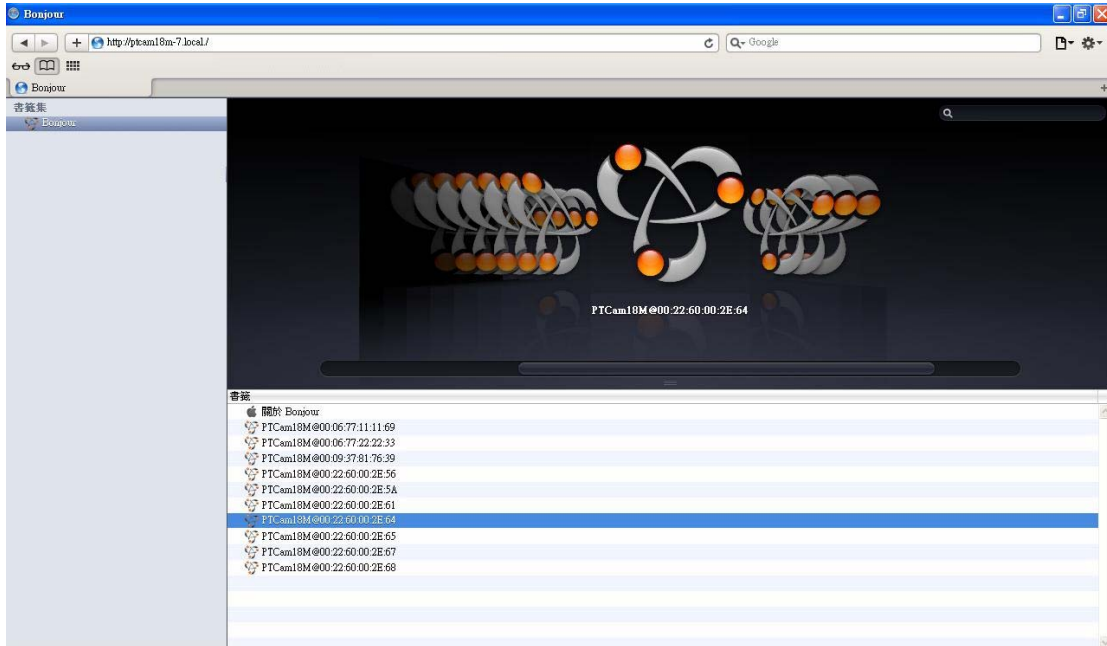 Bonjour
http://ptcam18m-7.local./
Google
Bonjour
書籤集
Bonjour
PTCam18M@00:22:60:00:2E:64
書籤
關於 Bonjour
PTCam18M@00:06:77:11:11:69
PTCam18M@00:06:77:22:22:33
PTCam18M@00:09:37:81:76:39
PTCam18M@00:22:60:00:2E:56
PTCam18M@00:22:60:00:2E:5A
PTCam18M@00:22:60:00:2E:61
PTCam18M@00:22:60:00:2E:64
PTCam18M@00:22:60:00:2E:65
PTCam18M@00:22:60:00:2E:67
PTCam18M@00:22:60:00:2E:68